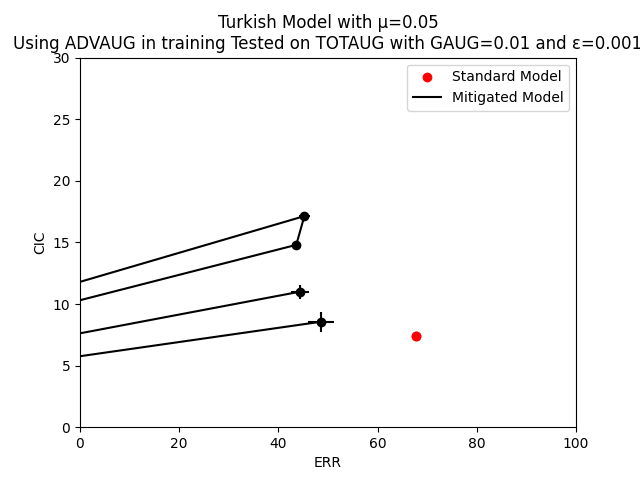 Turkish Model with μ=0.05
Using ADVAUG in training Tested on TOTAUG with GAUG=0.01 and ε=0.001
30
25
20
15
10
5
0
CIC
Standard Model
Mitigated Model
0 20 40 60 80 100
ERR